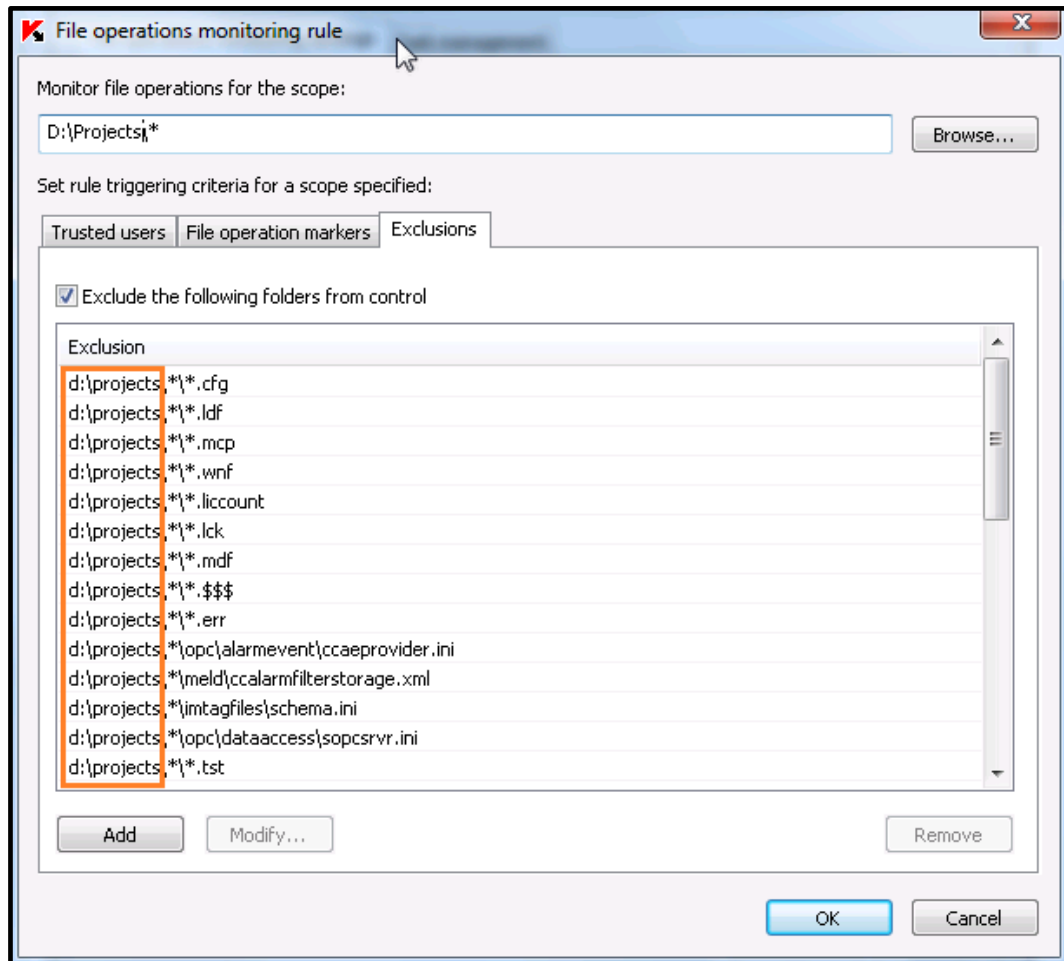 File operations monitoring rule
Monitor file operations for the scope:
D:\Projects\*
Browse...
Set rule triggering criteria for a scope specified:
Trusted users File operation markers Exclusions
Exclude the following folders from control
Exclusion
d:\projects\*\*.cfg
d:\projects\*\*.ldf
d:\projects\*\*.mcp
d:\projects\*\*.wnf
d:\projects\*\*.liccount
d:\projects\*\*.lck
d:\projects\*\*.mdf
d:\projects\*\*.$$$
d:\projects\*\*.err
d:\projects\*\opc\alarmevent\ccaeprovider.ini
d:\projects\*\meld\ccalarmfilterstorage.xml
d:\projects\*\imtagfiles\schema.ini
d:\projects\*\opc\dataaccess\sopcsrvr.ini
d:\projects\*\*.tst
Add Modify... Remove
OK Cancel